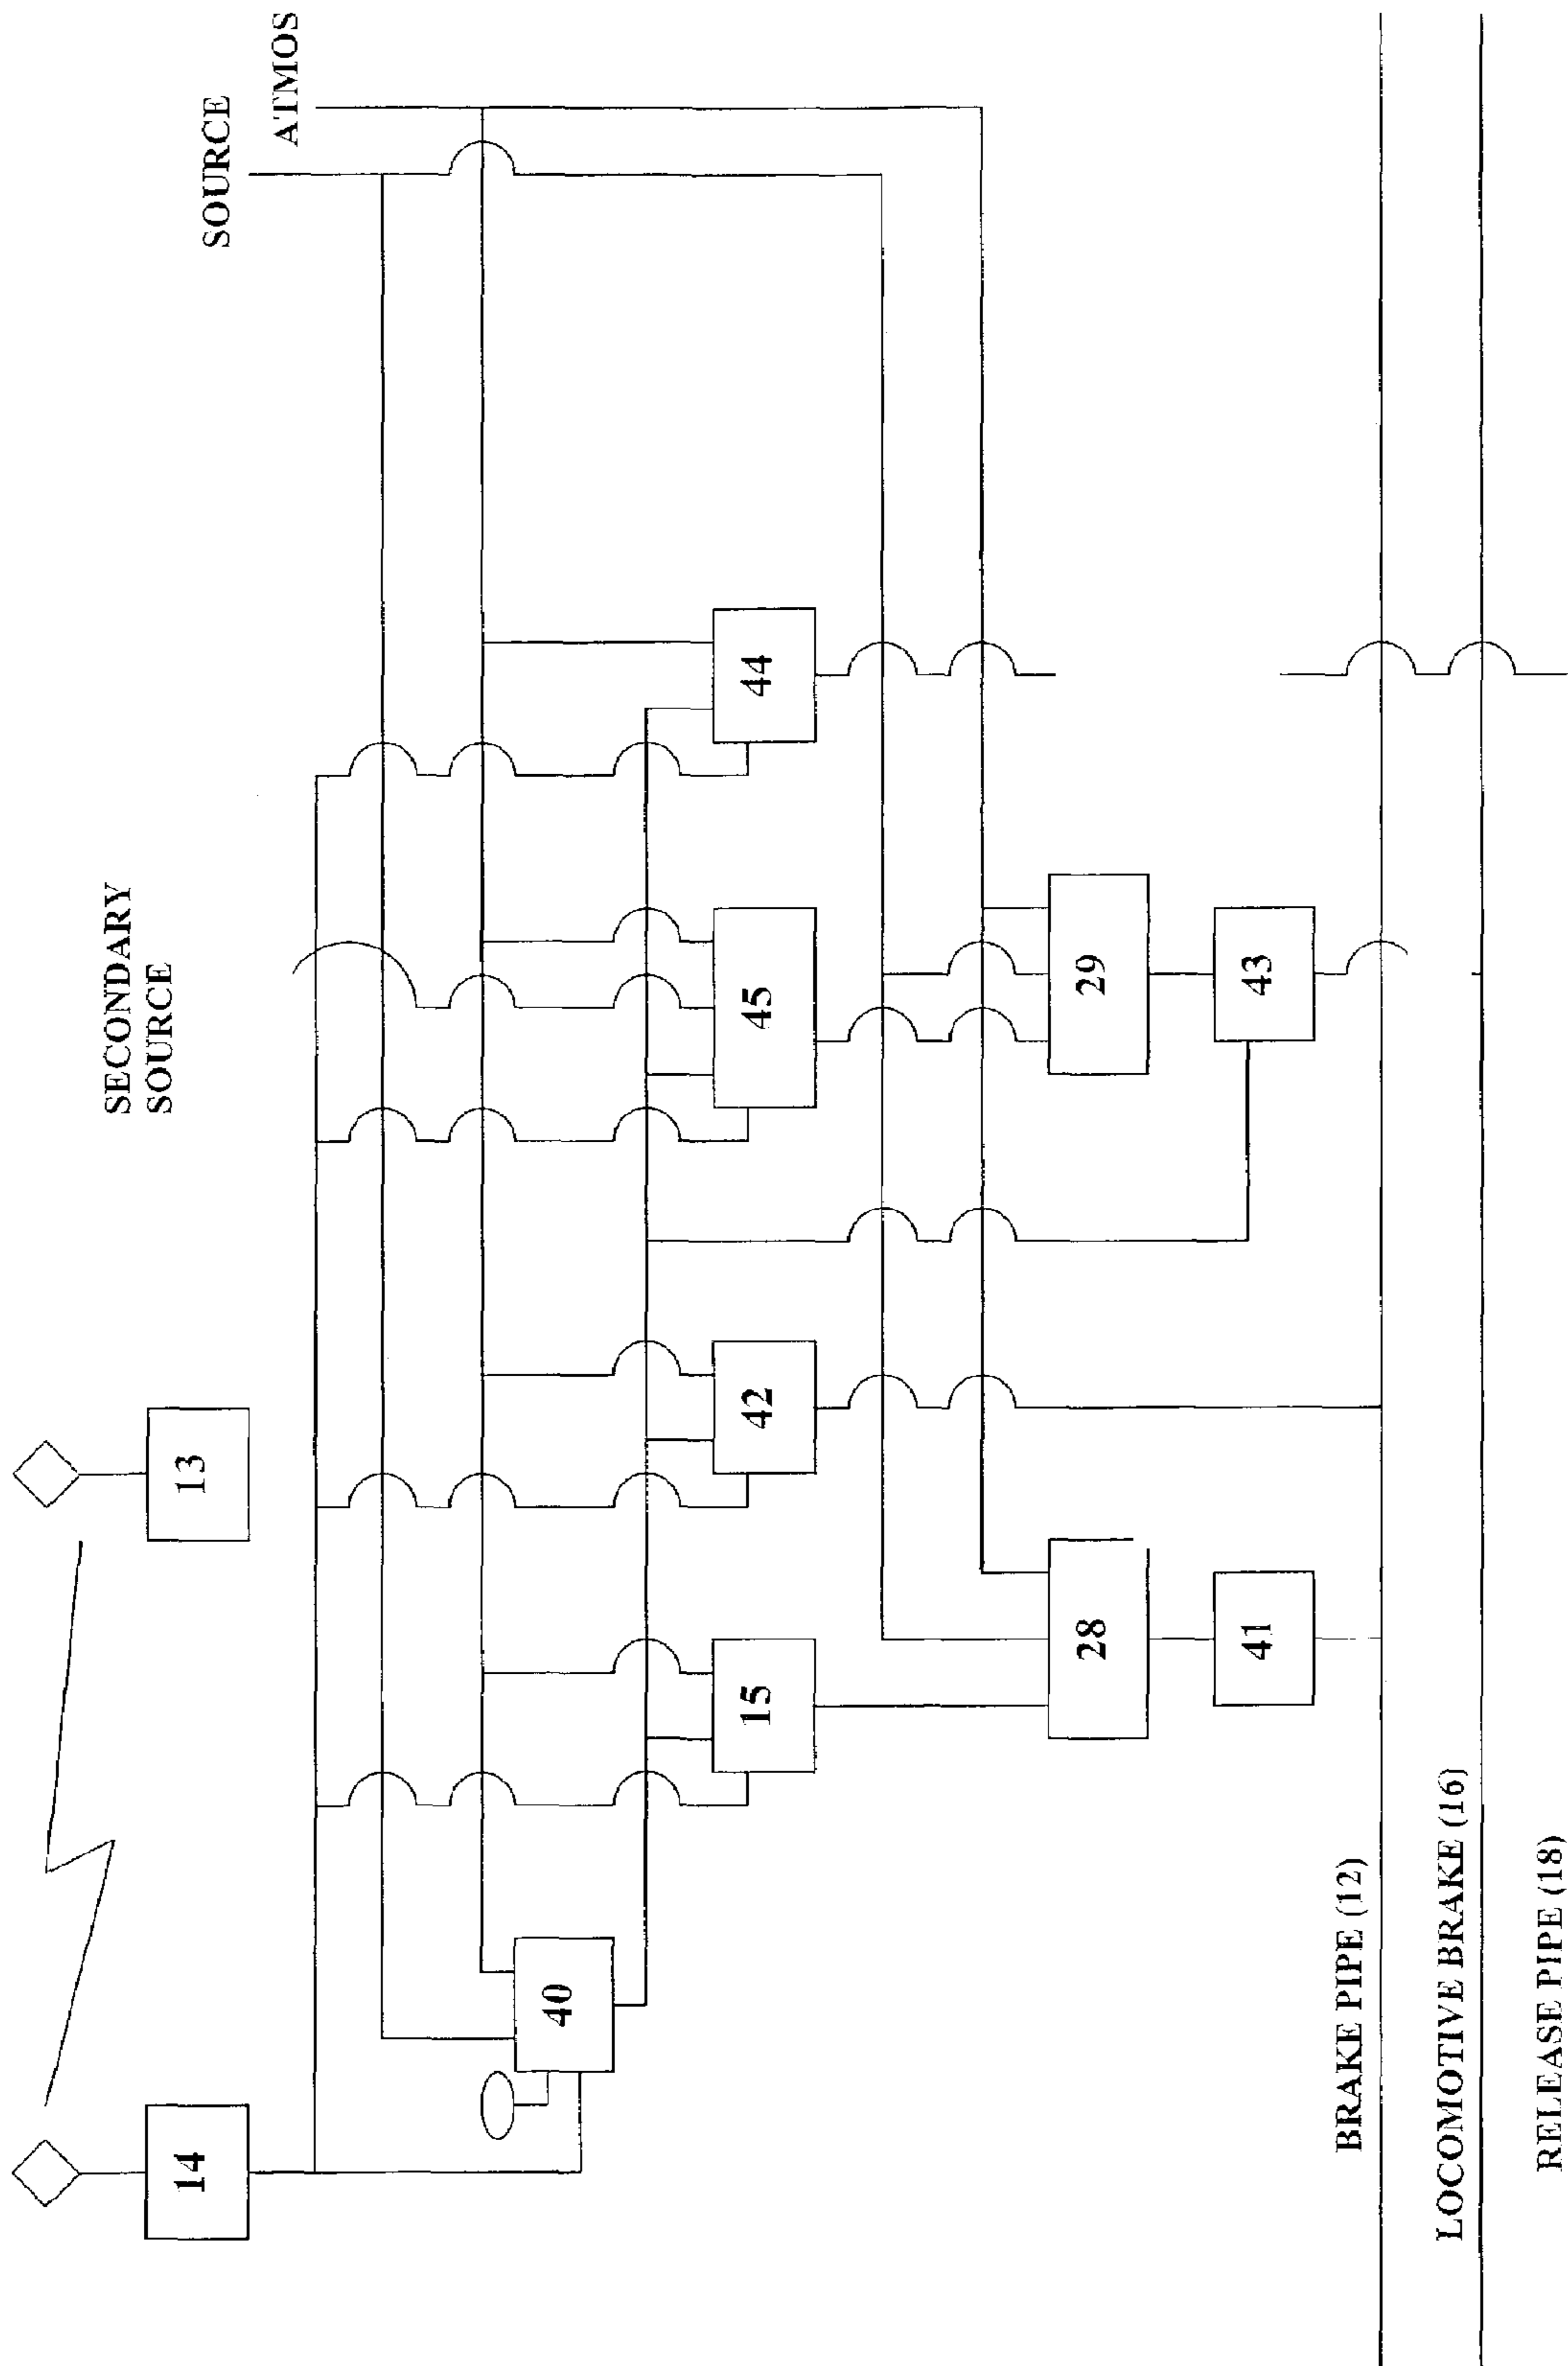 SOURCE
ATMOS
SECONDARY
SOURCE
14
13
40
15
42
45
44
28
29
41
43
BRAKE PIPE (12)
LOCOMOTIVE BRAKE (16)
RELEASE PIPE (18)